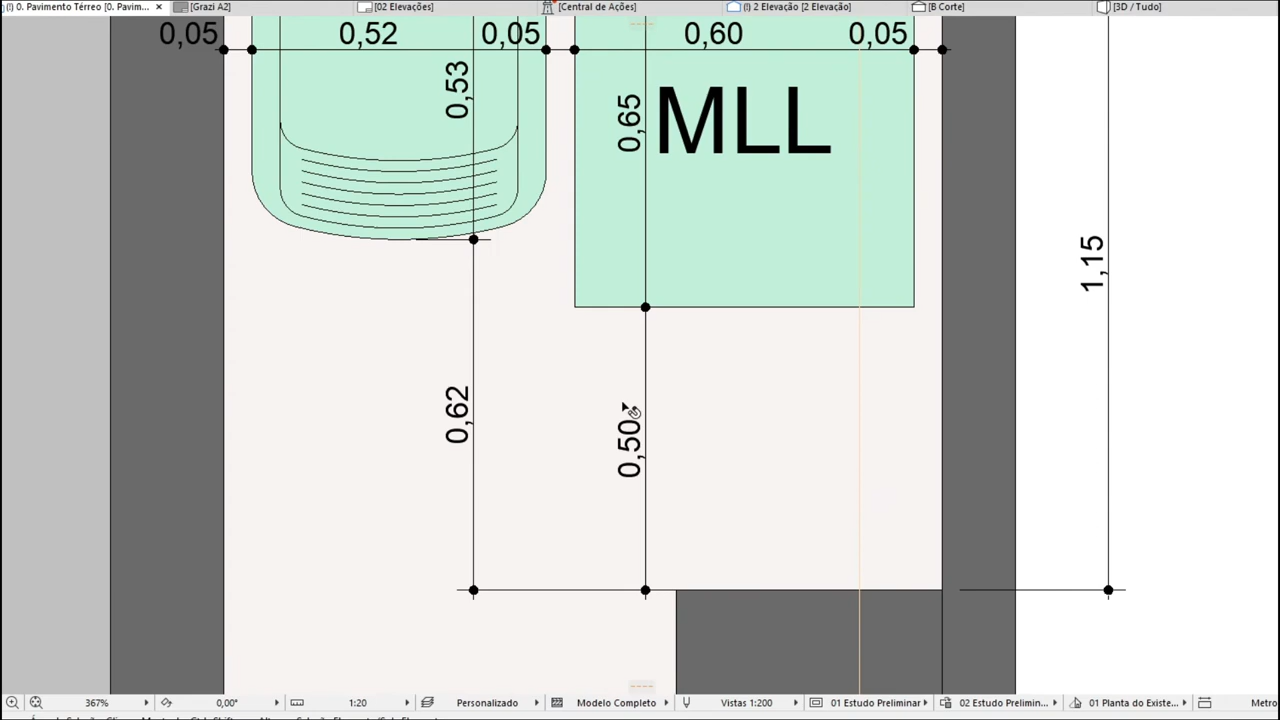 (!) 0. Pavimento Térreo [0. Pavim... × [Grazi A2] [02 Elevações] [Central de Ações] (!) 2 Elevação [2 Elevação] [B Corte] [3D / Tudo]
0,05 0,52 0,05 0,60 0,05
0,53
0,65
MLL
1,15
0,62
0,50
367% 0,00° 1:20 Personalizado Modelo Completo Vistas 1:200 01 Estudo Preliminar 02 Estudo Prelimin... 01 Planta do Existe... Metro